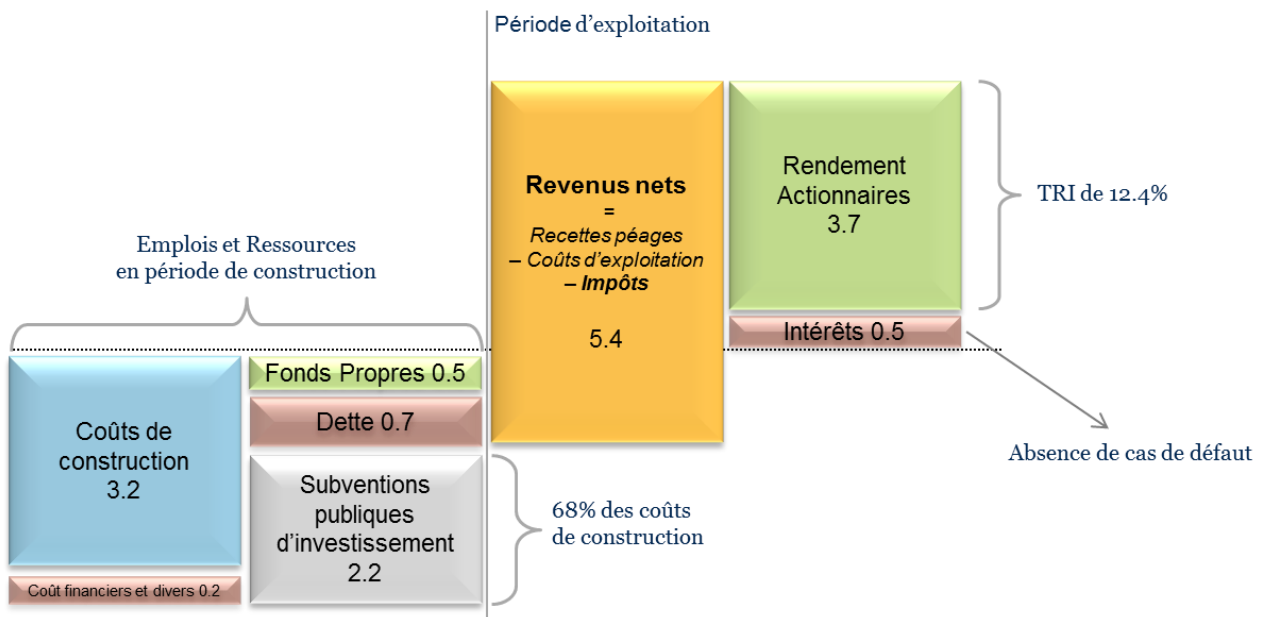 Période d'exploitation
Emplois et Ressources
en période de construction
Coûts de
construction
3.2
Coût financiers et divers 0.2
Fonds Propres 0.5
Dette 0.7
Subventions
publiques
d'investissement
2.2
68% des coûts
de construction
Revenus nets
=
Recettes péages
– Coûts d'exploitation
– Impôts
5.4
Rendement
Actionnaires
3.7
Intérêts 0.5
TRI de 12.4%
Absence de cas de défaut